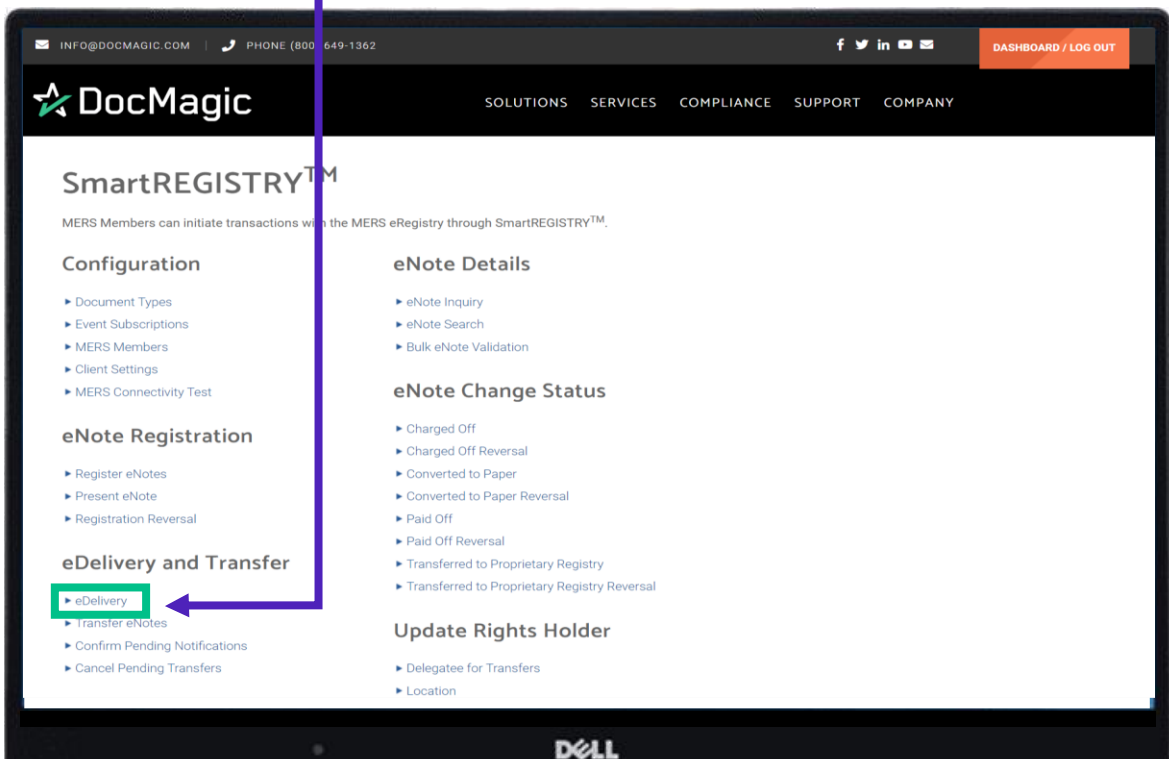 INFO@DOCMAGIC.COM | PHONE (800) 649-1362
DASHBOARD / LOG OUT
DocMagic
SOLUTIONS SERVICES COMPLIANCE SUPPORT COMPANY
SmartREGISTRY™
MERS Members can initiate transactions with the MERS eRegistry through SmartREGISTRY™.
Configuration
Document Types
Event Subscriptions
MERS Members
Client Settings
MERS Connectivity Test
eNote Registration
Register eNotes
Present eNote
Registration Reversal
eDelivery and Transfer
eDelivery
Transfer eNotes
Confirm Pending Notifications
Cancel Pending Transfers
eNote Details
eNote Inquiry
eNote Search
Bulk eNote Validation
eNote Change Status
Charged Off
Charged Off Reversal
Converted to Paper
Converted to Paper Reversal
Paid Off
Paid Off Reversal
Transferred to Proprietary Registry
Transferred to Proprietary Registry Reversal
Update Rights Holder
Delegatee for Transfers
Location
DELL